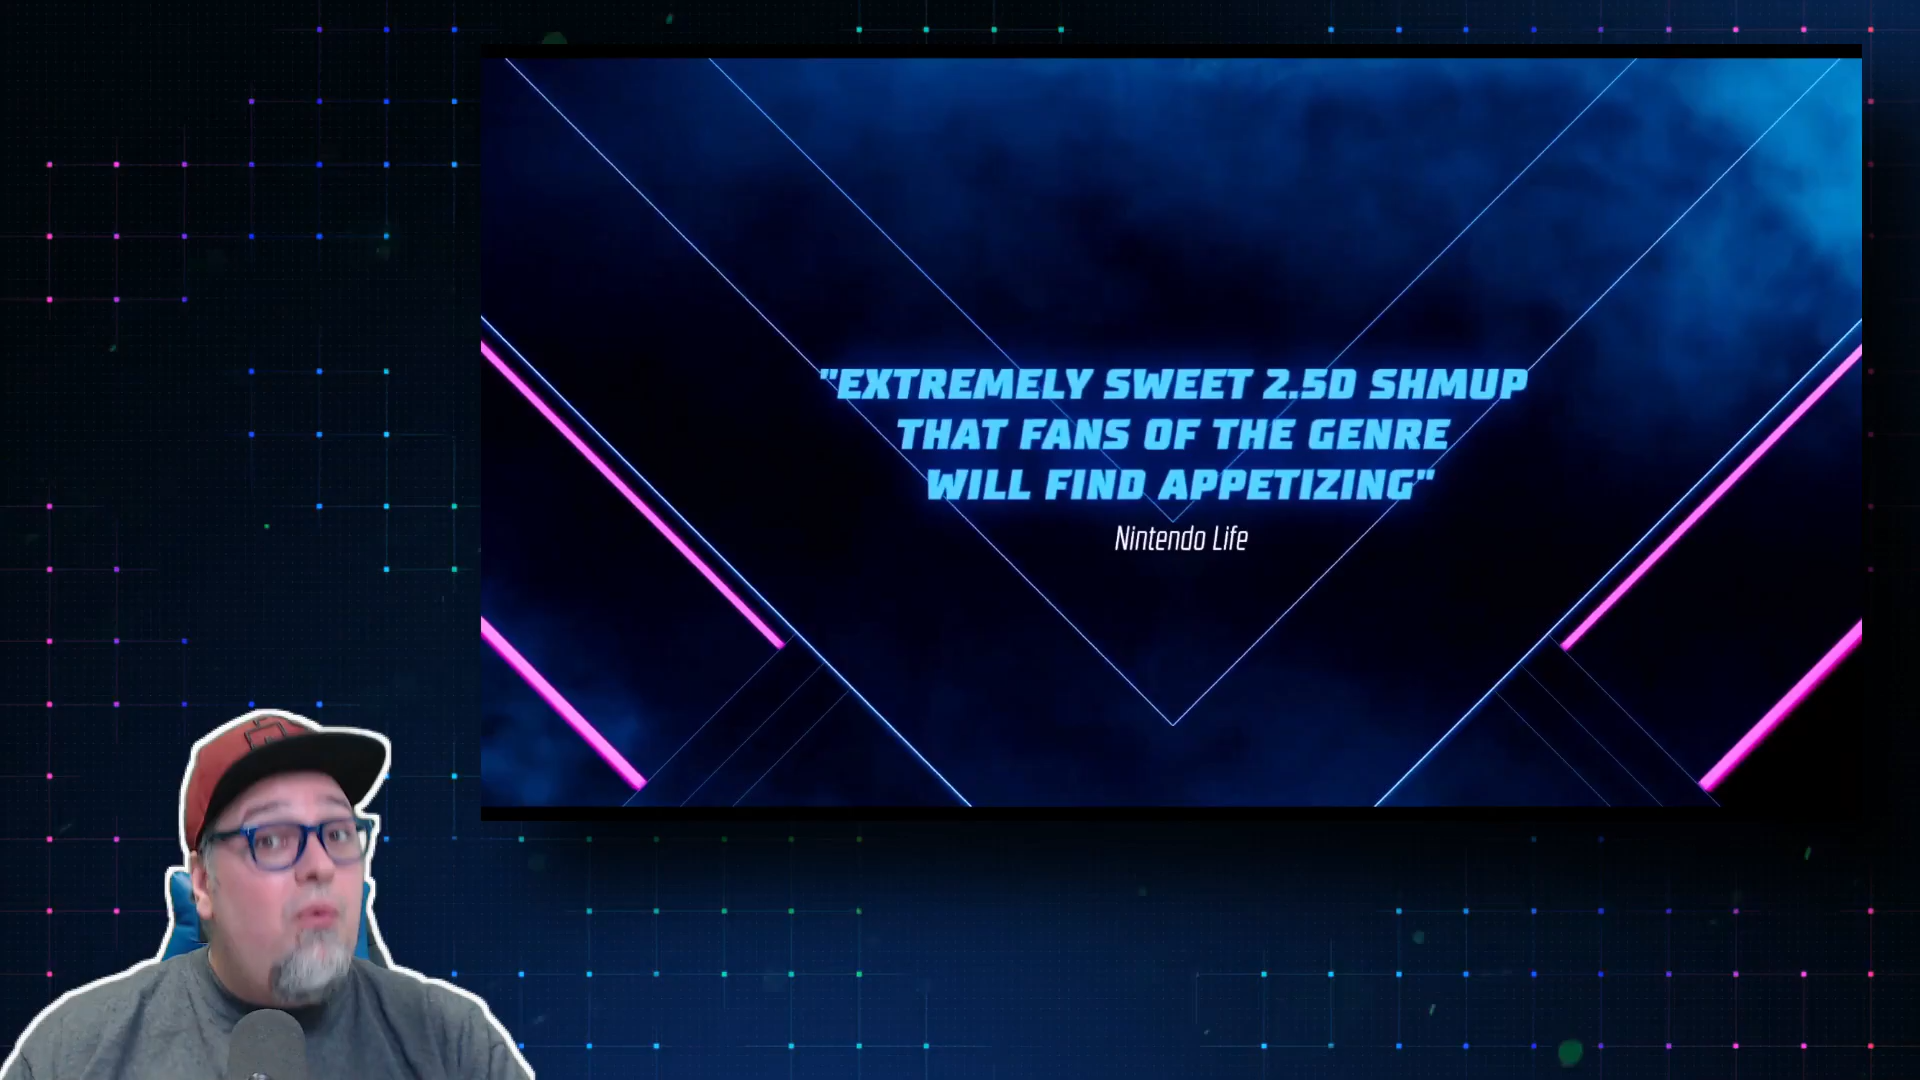 "EXTREMELY SWEET 2.5D SHMUP
THAT FANS OF THE GENRE
WILL FIND APPETIZING"
Nintendo Life